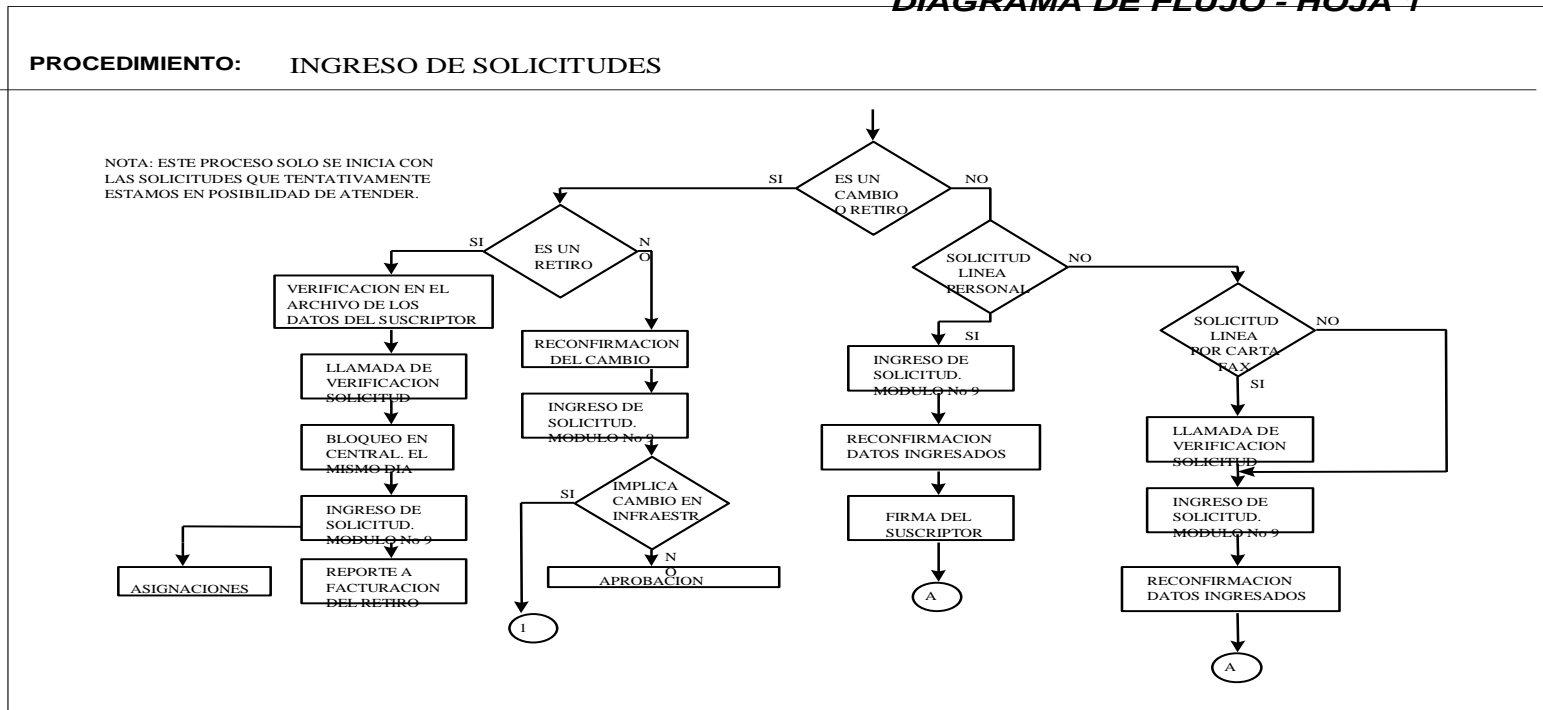 DIAGRAMA DE FLUJO - HOJA 1
PROCEDIMIENTO: INGRESO DE SOLICITUDES
NOTA: ESTE PROCESO SOLO SE INICIA CON
LAS SOLICITUDES QUE TENTATIVAMENTE
ESTAMOS EN POSIBILIDAD DE ATENDER.
SI
ES UN
CAMBIO
O RETIRO
NO
SI
ES UN
RETIRO
N
O
VERIFICACION EN EL
ARCHIVO DE LOS
DATOS DEL SUSCRIPTOR
LLAMADA DE
VERIFICACION
SOLICITUD
BLOQUEO EN
CENTRAL. EL
MISMO DIA
INGRESO DE
SOLICITUD.
MODULO No 9
ASIGNACIONES
REPORTE A
FACTURACION
DEL RETIRO
RECONFIRMACION
DEL CAMBIO
INGRESO DE
SOLICITUD.
MODULO No 9
SI
IMPLICA
CAMBIO EN
INFRAESTR
N
O
APROBACION
1
SOLICITUD
LINEA
PERSONAL
NO
SI
INGRESO DE
SOLICITUD.
MODULO No 9
RECONFIRMACION
DATOS INGRESADOS
FIRMA DEL
SUSCRIPTOR
A
SOLICITUD
LINEA
POR CARTA
FAX
NO
SI
LLAMADA DE
VERIFICACION
SOLICITUD
INGRESO DE
SOLICITUD.
MODULO No 9
RECONFIRMACION
DATOS INGRESADOS
A